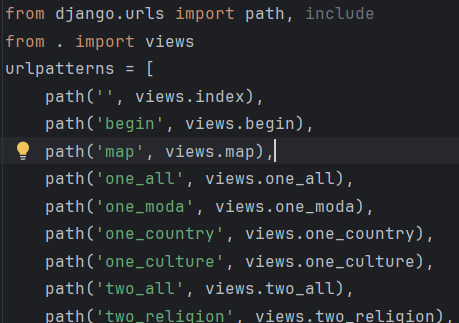 from django.urls import path, include
from . import views
urlpatterns = [
    path('', views.index),
    path('begin', views.begin),
    path('map', views.map),
    path('one_all', views.one_all),
    path('one_moda', views.one_moda),
    path('one_country', views.one_country),
    path('one_culture', views.one_culture),
    path('two_all', views.two_all),
    path('two_religion', views.two_religion),